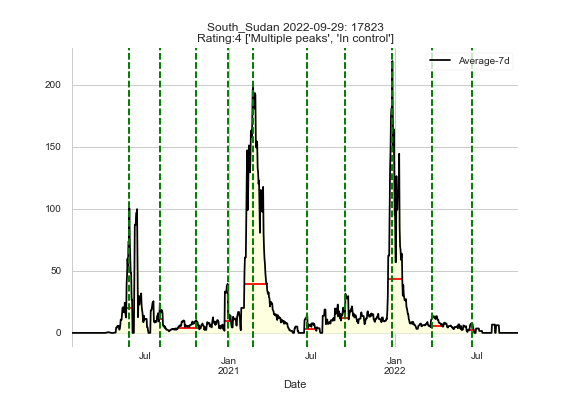 South_Sudan 2022-09-29: 17823
Rating:4 ['Multiple peaks', 'In control']
Average-7d
200
150
100
50
0
Jul
Jan
2021
Jul
Jan
2022
Jul
Date